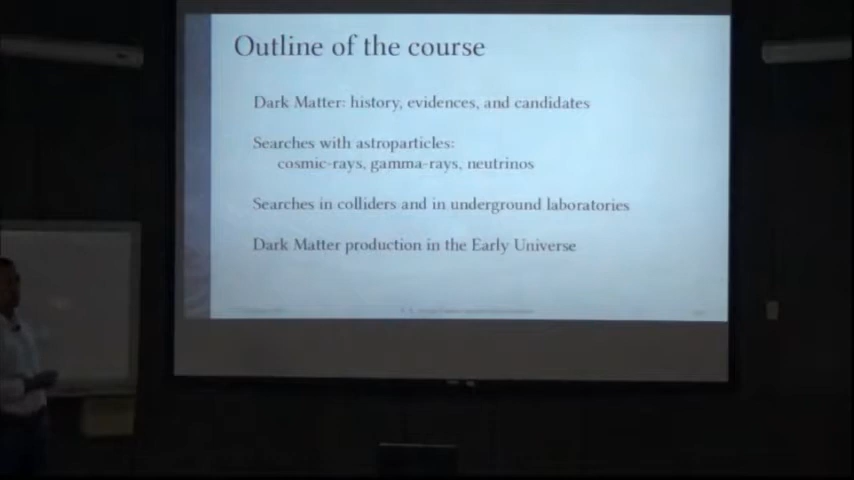 Outline of the course
Dark Matter: history, evidences, and candidates
Searches with astroparticles:
cosmic-rays, gamma-rays, neutrinos
Searches in colliders and in underground laboratories
Dark Matter production in the Early Universe